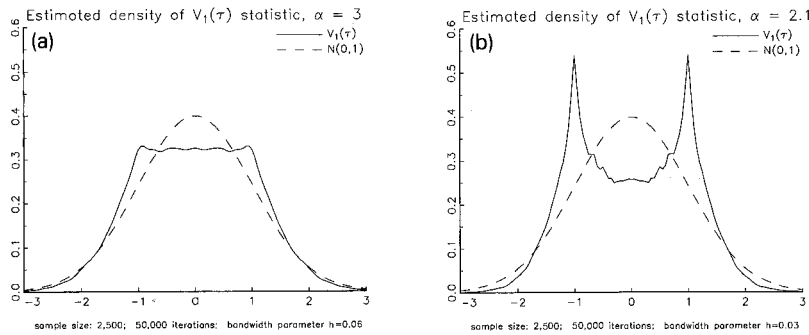 Estimated density of V₁(τ) statistic, α = 3
(a)
V₁(τ)
N(0,1)
0.6
0.5
0.4
0.3
0.2
0.1
0.0
-3 -2 -1 0 1 2 3
sample size: 2,500; 50,000 iterations; bandwidth parameter h=0.06
Estimated density of V₁(τ) statistic, α = 2.1
(b)
V₁(τ)
N(0,1)
0.6
0.5
0.4
0.3
0.2
0.1
0.0
-3 -2 -1 0 1 2 3
sample size: 2,500; 50,000 iterations; bandwidth parameter h=0.03